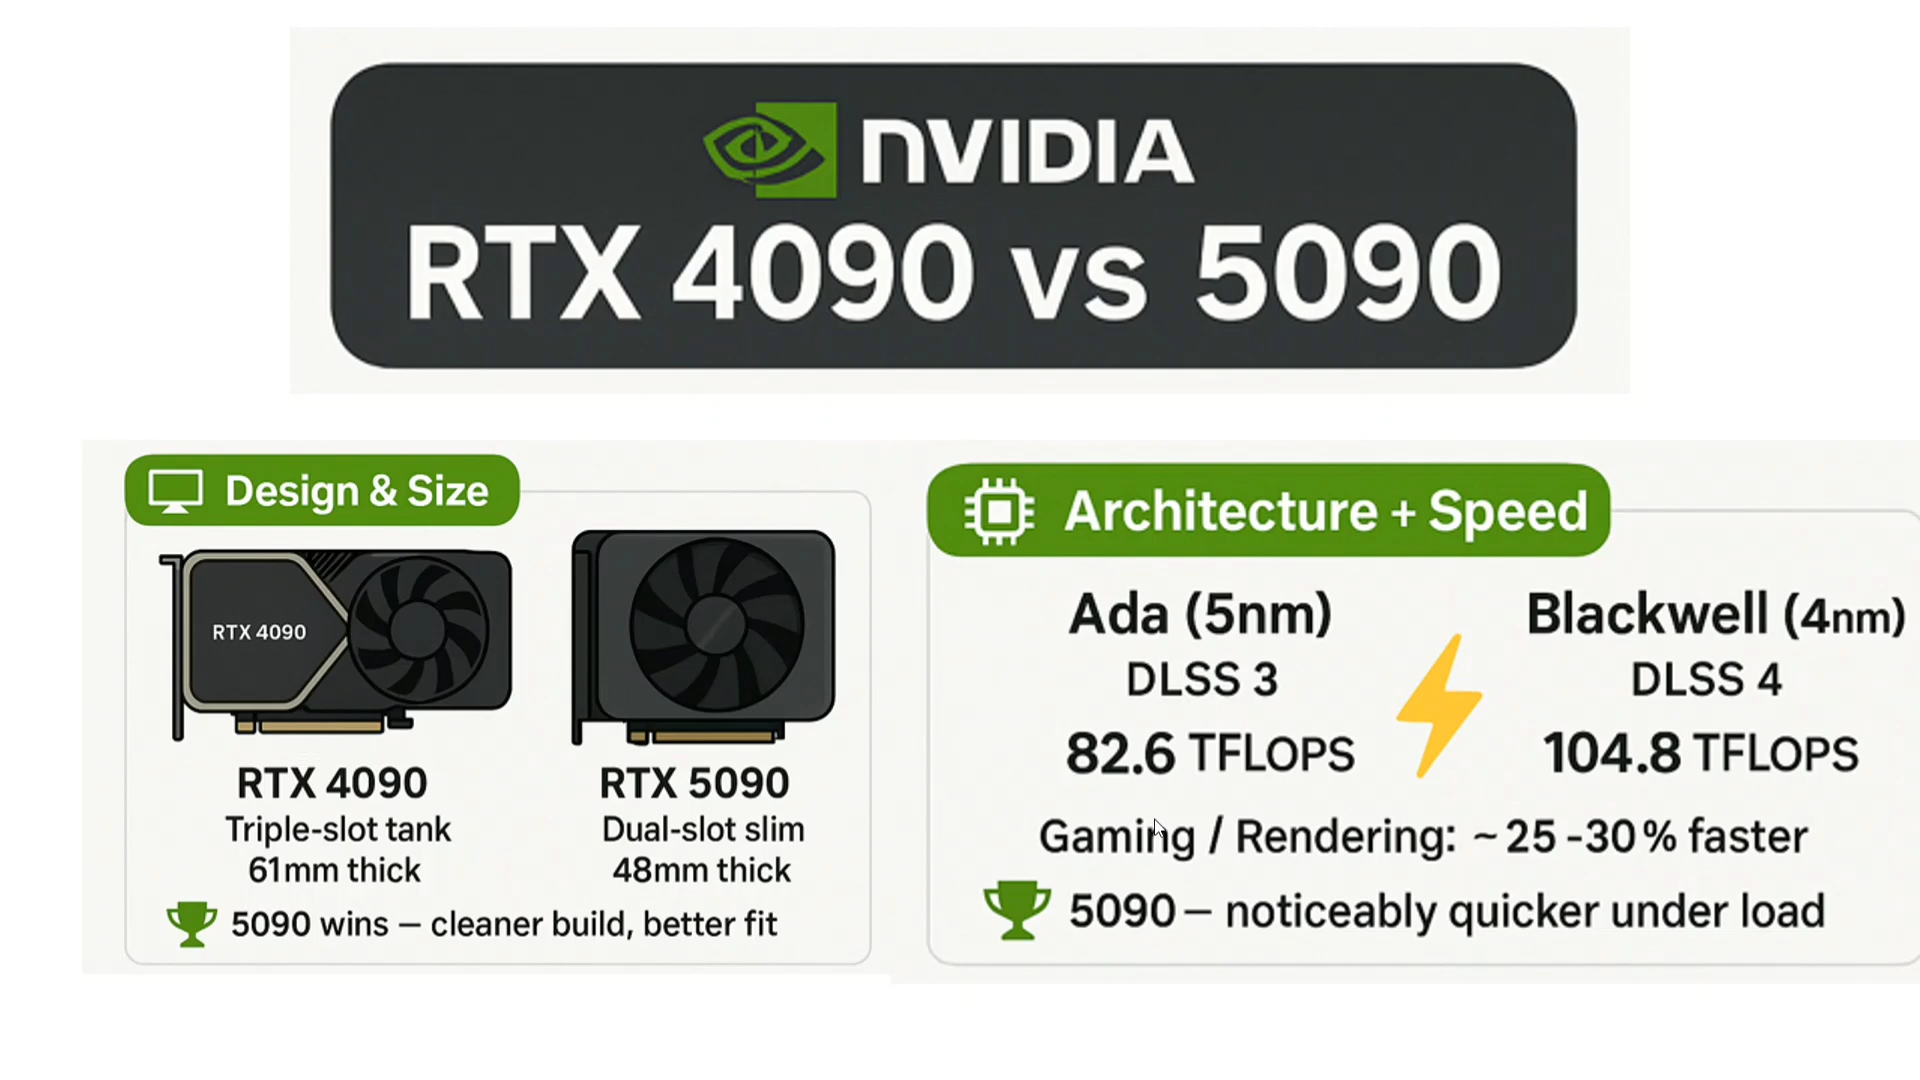 NVIDIA
RTX 4090 vs 5090
Design & Size
RTX 4090
RTX 4090
Triple-slot tank
61mm thick
RTX 5090
Dual-slot slim
48mm thick
5090 wins – cleaner build, better fit
Architecture + Speed
Ada (5nm)
DLSS 3
82.6 TFLOPS
Blackwell (4nm)
DLSS 4
104.8 TFLOPS
Gaming / Rendering: ~25-30% faster
5090 – noticeably quicker under load